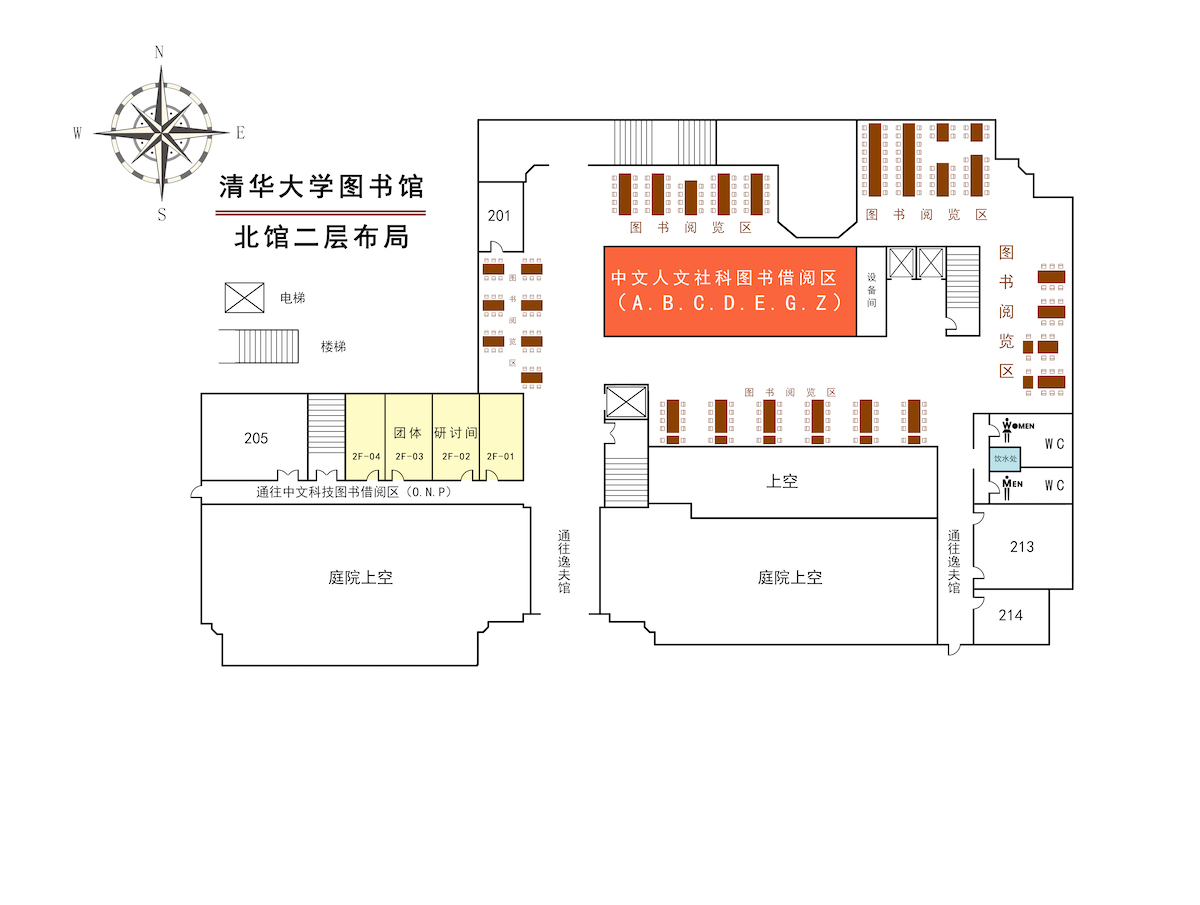 N
W
E
S
清华大学图书馆
北馆二层布局
电梯
楼梯
201
图书阅览区
图书阅览区
图书阅览区
图书阅览区
中文人文社科图书借阅区
(A.B.C.D.E.G.Z)
设备间
图书阅览区
205
团体
研讨间
2F-04
2F-03
2F-02
2F-01
通往中文科技图书借阅区(O.N.P)
WOMEN
WC
饮水处
MEN
WC
上空
庭院上空
通往逸夫馆
庭院上空
通往逸夫馆
213
214